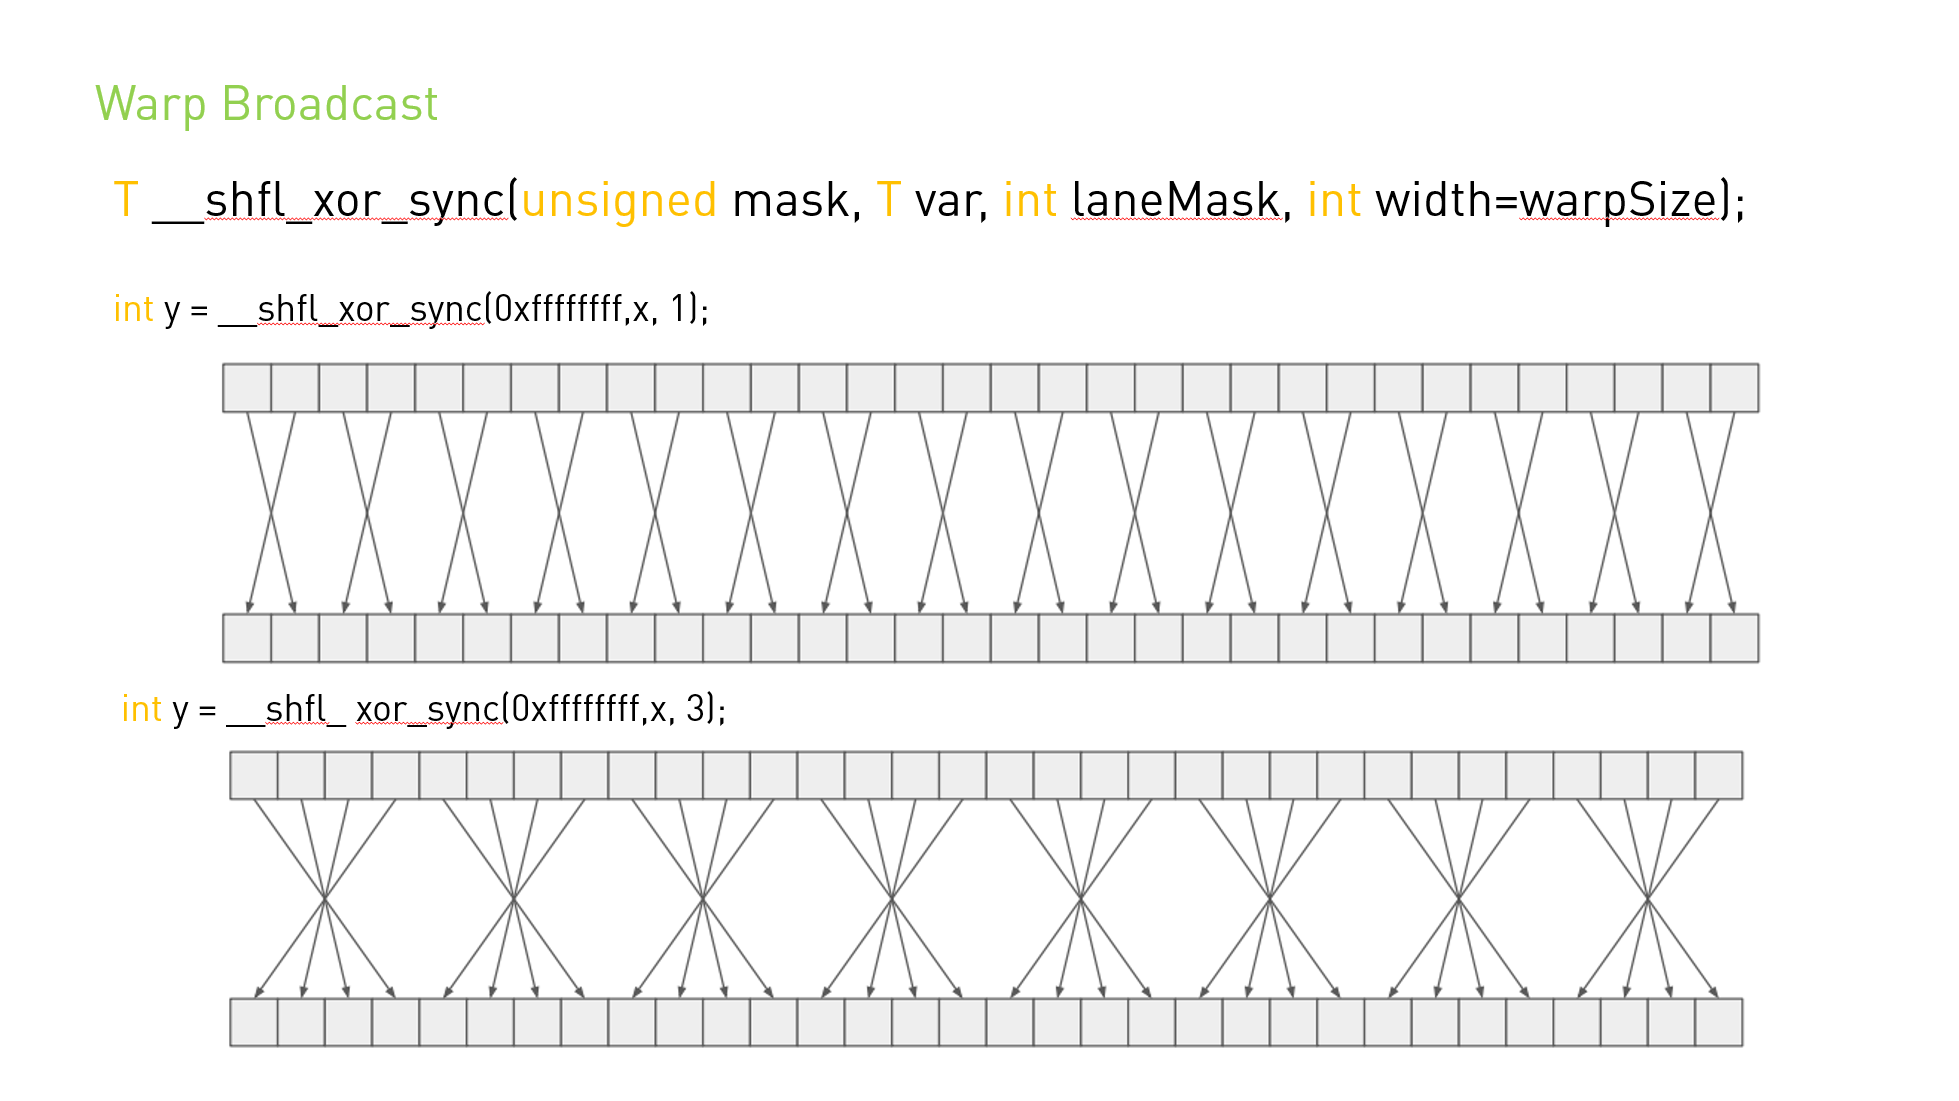 Warp Broadcast
T __shfl_xor_sync(unsigned mask, T var, int laneMask, int width=warpSize);
int y = __shfl_xor_sync(0xffffffff,x, 1);
int y = __shfl_ xor_sync(0xffffffff,x, 3);